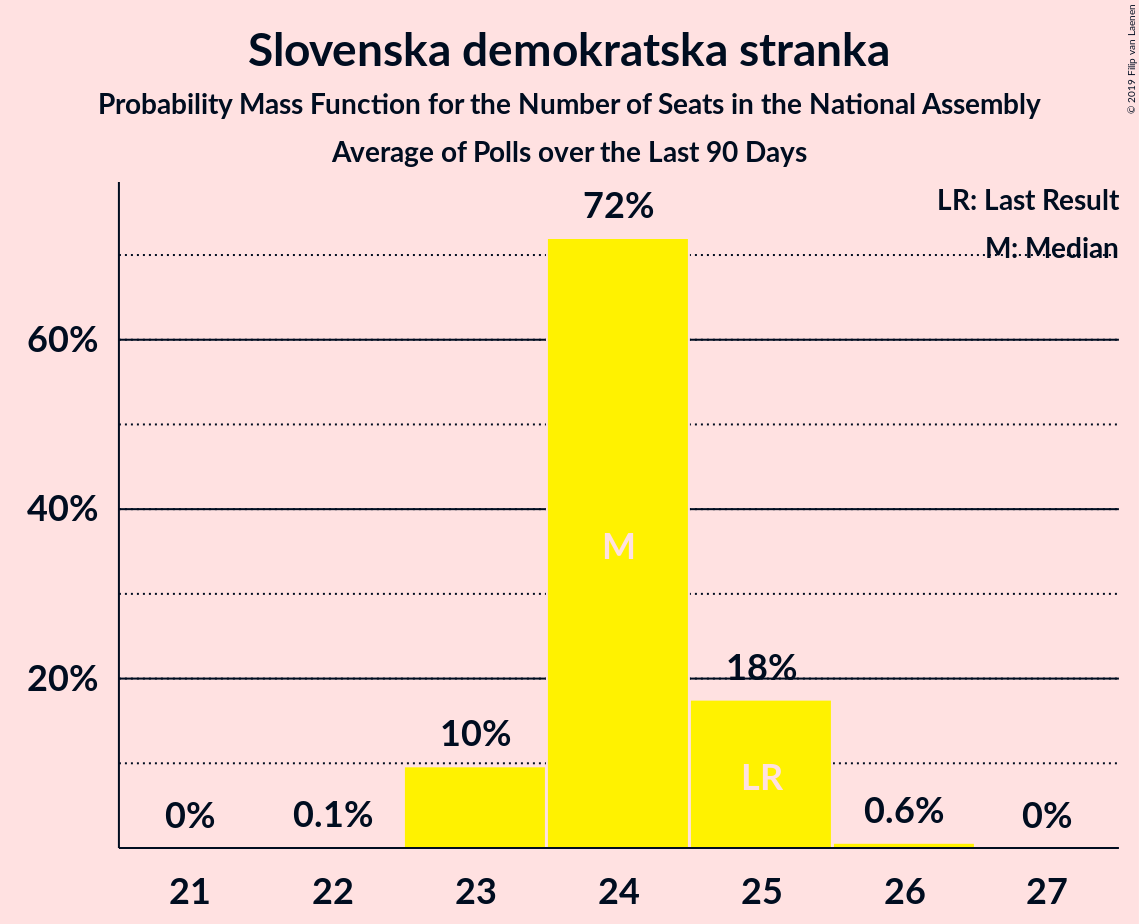 Slovenska demokratska stranka
Probability Mass Function for the Number of Seats in the National Assembly
Average of Polls over the Last 90 Days
© 2019 Filip van Laenen
LR: Last Result
M: Median
72%
60%
40%
20%
M
18%
10%
LR
0%
0.1%
0.6%
0%
21
22
23
24
25
26
27